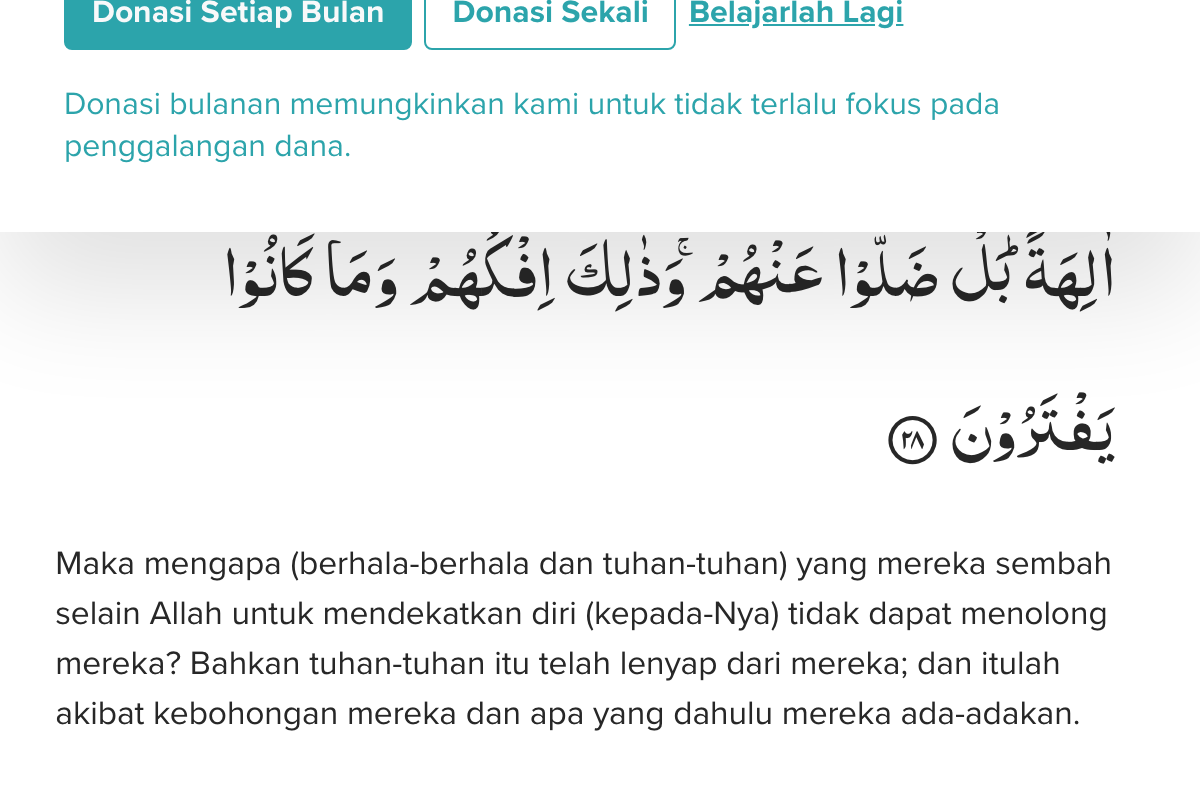 Donasi Setiap Bulan Donasi Sekali Belajarlah Lagi
Donasi bulanan memungkinkan kami untuk tidak terlalu fokus pada
penggalangan dana.
اٰلِهَةً ۗبَلْ ضَلُّوْا عَنْهُمْ ۚوَذٰلِكَ اِفْكُهُمْ وَمَا كَانُوْا
يَفْتَرُوْنَ ٢٨
Maka mengapa (berhala-berhala dan tuhan-tuhan) yang mereka sembah
selain Allah untuk mendekatkan diri (kepada-Nya) tidak dapat menolong
mereka? Bahkan tuhan-tuhan itu telah lenyap dari mereka; dan itulah
akibat kebohongan mereka dan apa yang dahulu mereka ada-adakan.